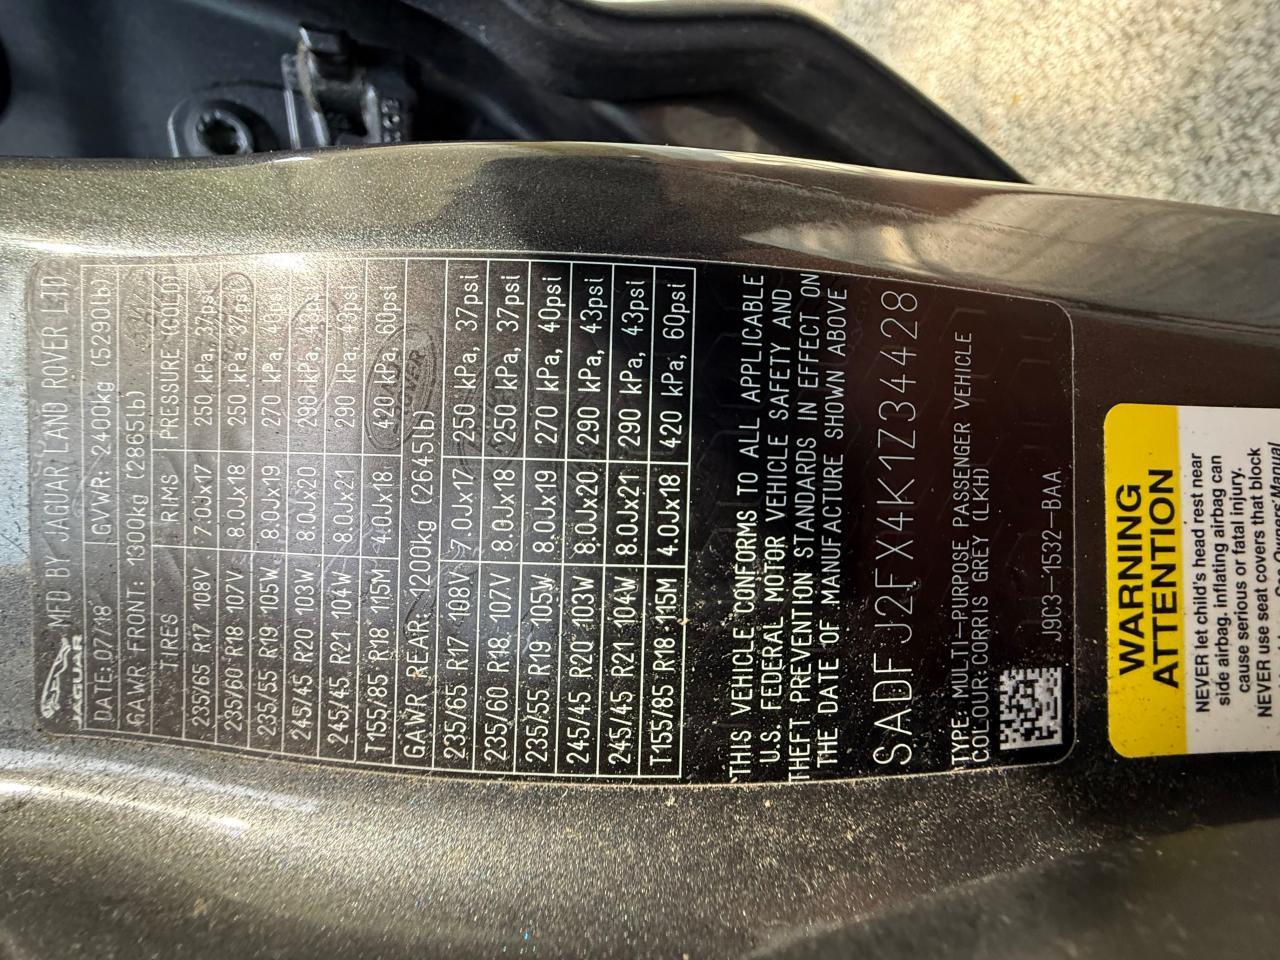 JAGUAR
MFD BY JAGUAR LAND ROVER LTD
DATE: 07/18 GVWR: 2400kg (5290lb)
GAWR FRONT: 1300kg (2865lb)
TIRES RIMS PRESSURE (COLD)
235/65 R17 108V 7.0Jx17 250 kPa, 37psi
235/60 R18 107V 8.0Jx18 250 kPa, 37psi
235/55 R19 105W 8.0Jx19 270 kPa, 40psi
245/45 R20 103W 8.0Jx20 290 kPa, 43psi
245/45 R21 104W 8.0Jx21 290 kPa, 43psi
T155/85 R18 115M 4.0Jx18 420 kPa, 60psi
GAWR REAR: 1200kg (2645lb)
235/65 R17 108V 7.0Jx17 250 kPa, 37psi
235/60 R18 107V 8.0Jx18 250 kPa, 37psi
235/55 R19 105W 8.0Jx19 270 kPa, 40psi
245/45 R20 103W 8.0Jx20 290 kPa, 43psi
245/45 R21 104W 8.0Jx21 290 kPa, 43psi
T155/85 R18 115M 4.0Jx18 420 kPa, 60psi
THIS VEHICLE CONFORMS TO ALL APPLICABLE
U.S. FEDERAL MOTOR VEHICLE SAFETY AND
THEFT PREVENTION STANDARDS IN EFFECT ON
THE DATE OF MANUFACTURE SHOWN ABOVE
SADFJ2FX4K1Z34428
TYPE: MULTI-PURPOSE PASSENGER VEHICLE
COLOUR: CORRIS GREY (LKH)
J9C3-1532-BAA
WARNING
ATTENTION
NEVER let child's head rest near
side airbag, inflating airbag can
cause serious or fatal injury.
NEVER use seat covers that block